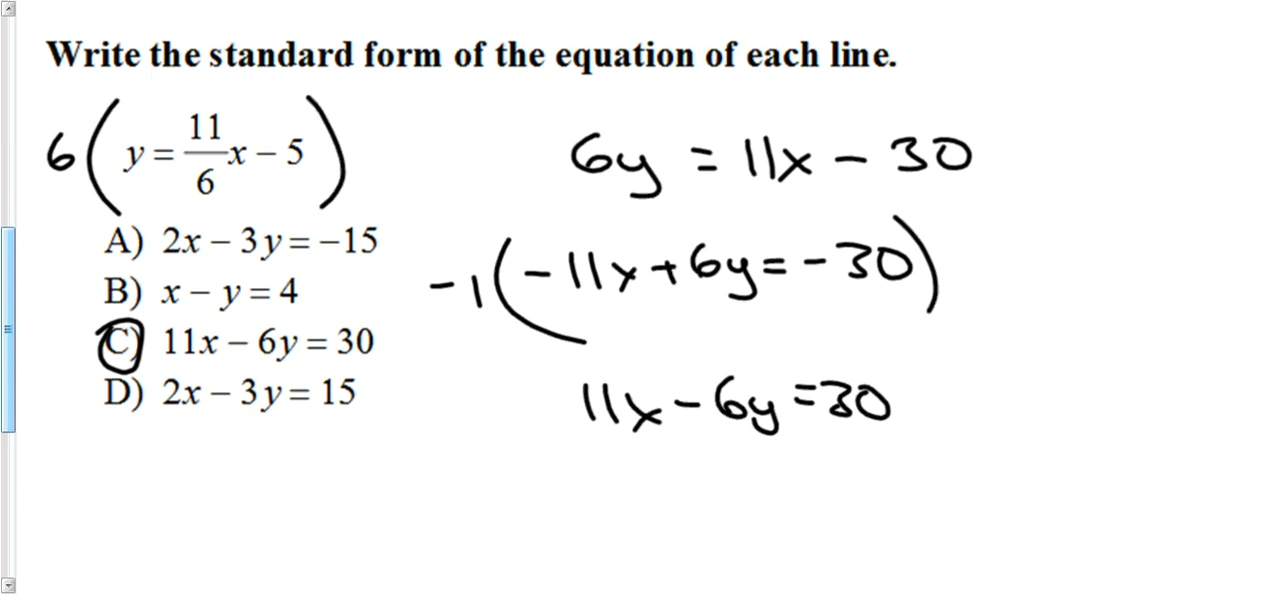 Write the standard form of the equation of each line.
6(y = 11/6 x – 5)
6y = 11x – 30
A) 2x – 3y = –15
-1(-11x+6y=-30)
B) x – y = 4
C) 11x – 6y = 30
D) 2x – 3y = 15
11x-6y=30